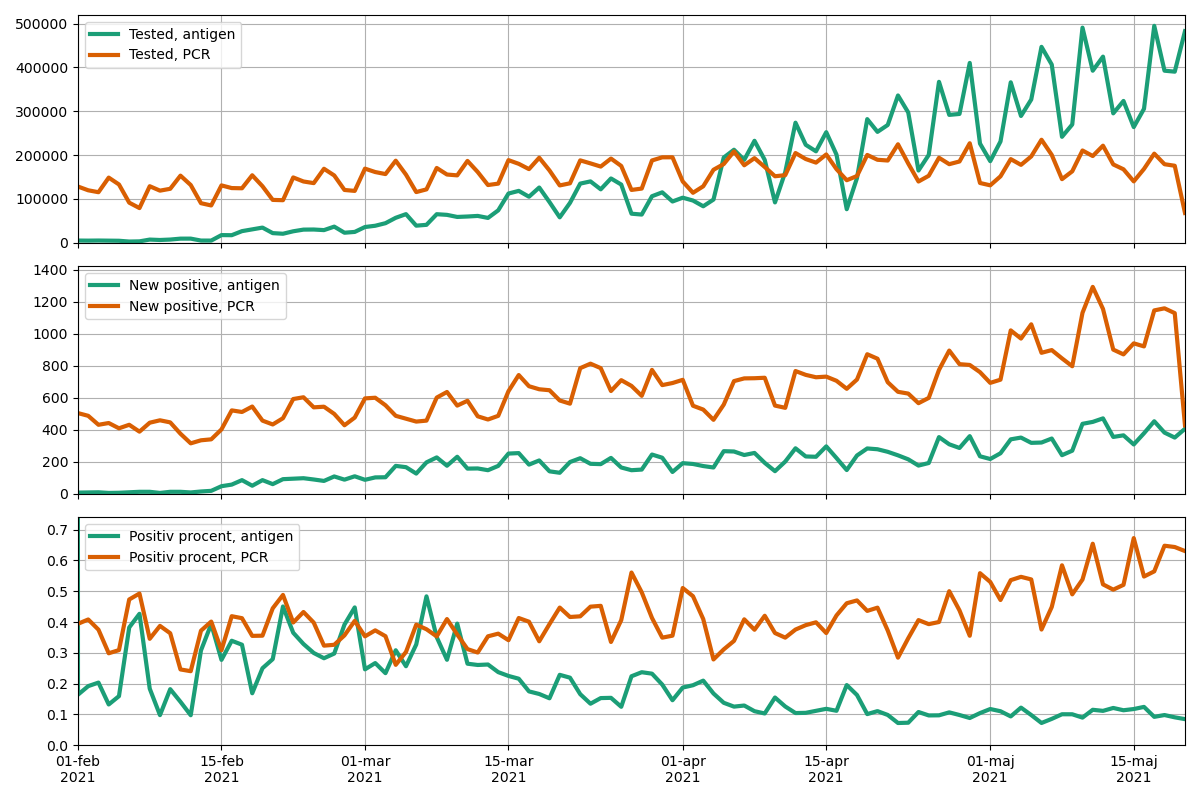 500000
400000
300000
200000
100000
0
Tested, antigen
Tested, PCR
1400
1200
1000
800
600
400
200
0
New positive, antigen
New positive, PCR
0.7
0.6
0.5
0.4
0.3
0.2
0.1
0.0
Positiv procent, antigen
Positiv procent, PCR
01-feb 15-feb 01-mar 15-mar 01-apr 15-apr 01-maj 15-maj
2021 2021 2021 2021 2021 2021 2021 2021